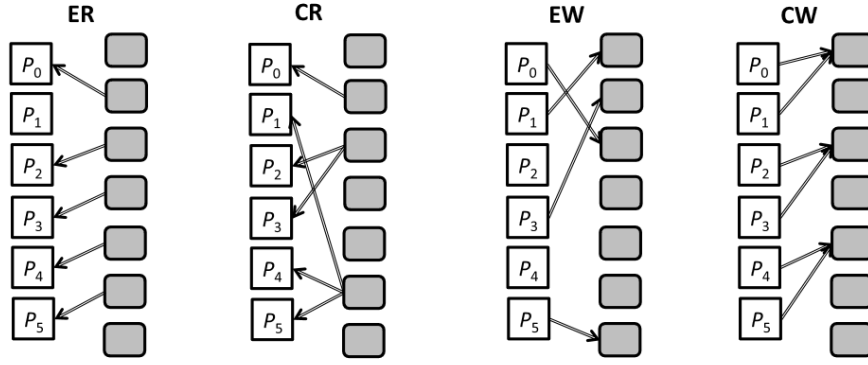 ER CR EW CW
P₀ P₀ P₀ P₀
P₁ P₁ P₁ P₁
P₂ P₂ P₂ P₂
P₃ P₃ P₃ P₃
P₄ P₄ P₄ P₄
P₅ P₅ P₅ P₅